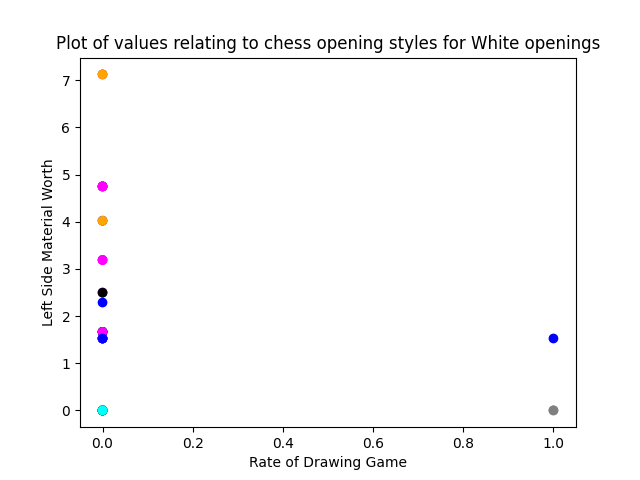 Plot of values relating to chess opening styles for White openings
7
6
5
4
3
2
1
0
Left Side Material Worth
0.0 0.2 0.4 0.6 0.8 1.0
Rate of Drawing Game